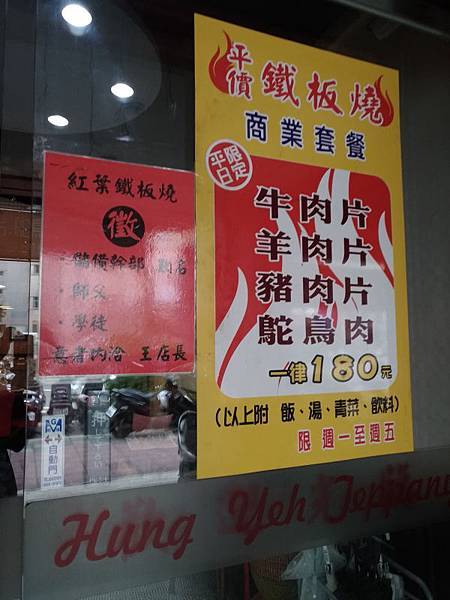 平價 鐵板燒
商業套餐
平日限定
牛肉片
羊肉片
豬肉片
鴕鳥肉
一律180元
(以上附 飯、湯、青菜、飲料)
限 週一至週五
紅葉鐵板燒
徵
·儲備幹部 副店
·師父
·學徒
意者內洽 王店長
自動門
Hung Yeh Teppan